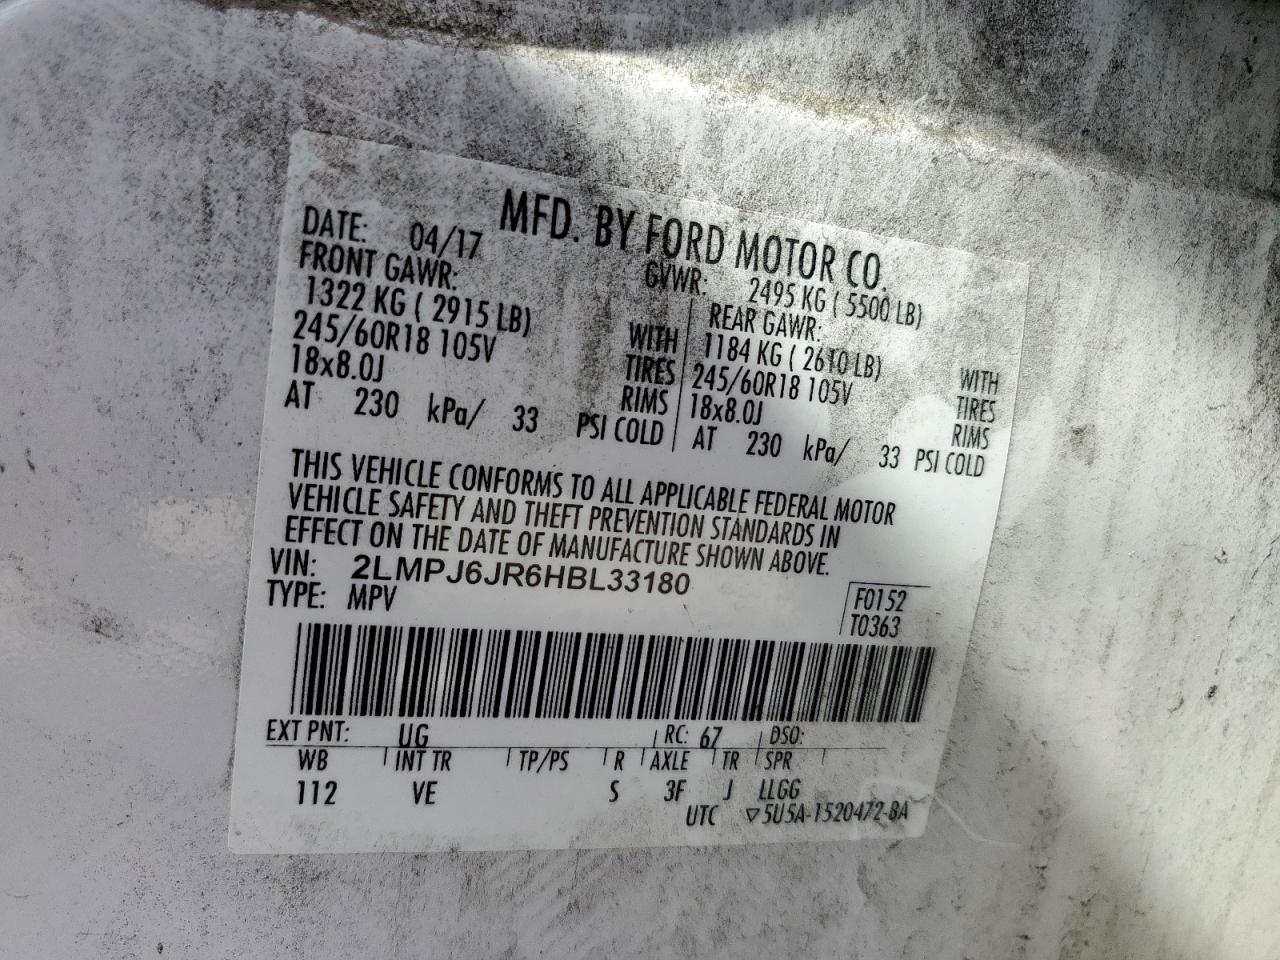 MFD. BY FORD MOTOR CO.
DATE: 04/17 GVWR: 2495 KG ( 5500 LB)
FRONT GAWR: REAR GAWR:
1322 KG ( 2915 LB) WITH 1184 KG ( 2610 LB) WITH
245/60R18 105V TIRES 245/60R18 105V TIRES
18x8.0J RIMS 18x8.0J RIMS
AT 230 kPa/ 33 PSI COLD AT 230 kPa/ 33 PSI COLD
THIS VEHICLE CONFORMS TO ALL APPLICABLE FEDERAL MOTOR
VEHICLE SAFETY AND THEFT PREVENTION STANDARDS IN
EFFECT ON THE DATE OF MANUFACTURE SHOWN ABOVE.
VIN: 2LMPJ6JR6HBL33180
TYPE: MPV F0152
T0363
EXT PNT: UG RC: 67 DSO:
WB INT TR TP/PS R AXLE TR SPR
112 VE S 3F J LLGG
UTC ▽5U5A-1520472-BA